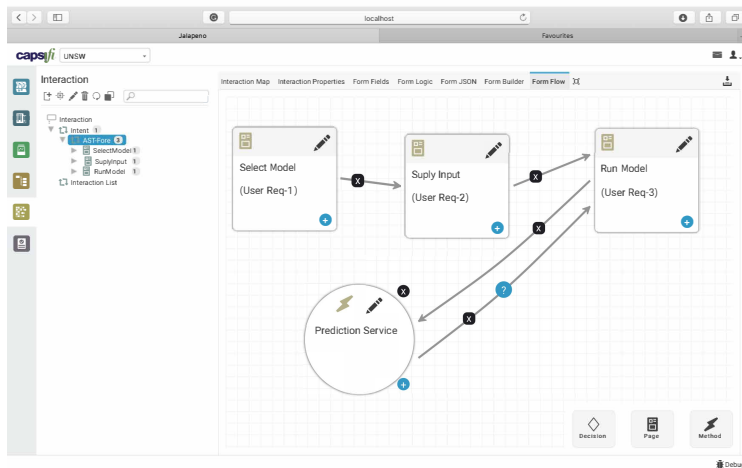 localhost
Jalapeno
Favourites
capsifi
UNSW
Interaction
Interaction Map Interaction Properties Form Fields Form Logic Form JSON Form Builder Form Flow
Interaction
Intent 1
AST-Fore 3
SelectModel 1
SuplyInput 1
RunModel 1
Interaction List
Select Model
(User Req-1)
X
Suply Input
(User Req-2)
X
Run Model
(User Req-3)
X
?
X
X
Prediction Service
Decision
Page
Method
Debu